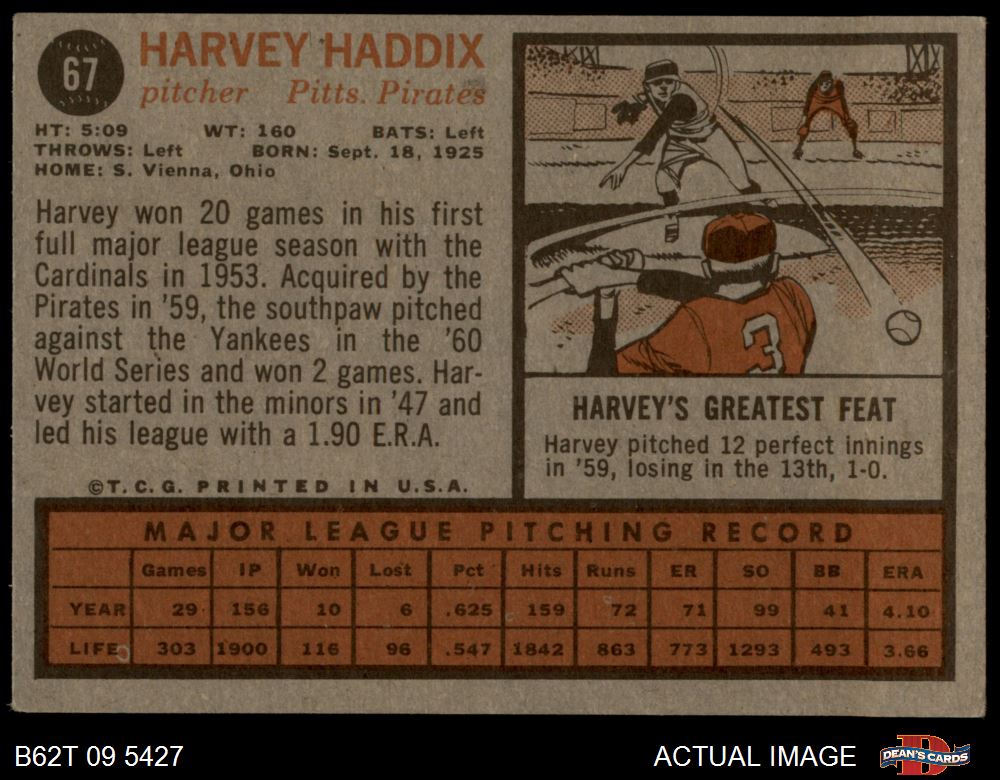 67
HARVEY HADDIX
pitcher Pitts. Pirates
HT: 5:09 WT: 160 BATS: Left
THROWS: Left BORN: Sept. 18, 1925
HOME: S. Vienna, Ohio
Harvey won 20 games in his first
full major league season with the
Cardinals in 1953. Acquired by the
Pirates in '59, the southpaw pitched
against the Yankees in the '60
World Series and won 2 games. Har-
vey started in the minors in '47 and
led his league with a 1.90 E.R.A.
©T.C.G. PRINTED IN U.S.A.
3
HARVEY'S GREATEST FEAT
Harvey pitched 12 perfect innings
in '59, losing in the 13th, 1-0.
MAJOR LEAGUE PITCHING RECORD
Games IP Won Lost Pct Hits Runs ER SO BB ERA
YEAR 29 156 10 6 .625 159 72 71 99 41 4.10
LIFE 303 1900 116 96 .547 1842 863 773 1293 493 3.66
B62T 09 5427 ACTUAL IMAGE DEAN'S CARDS